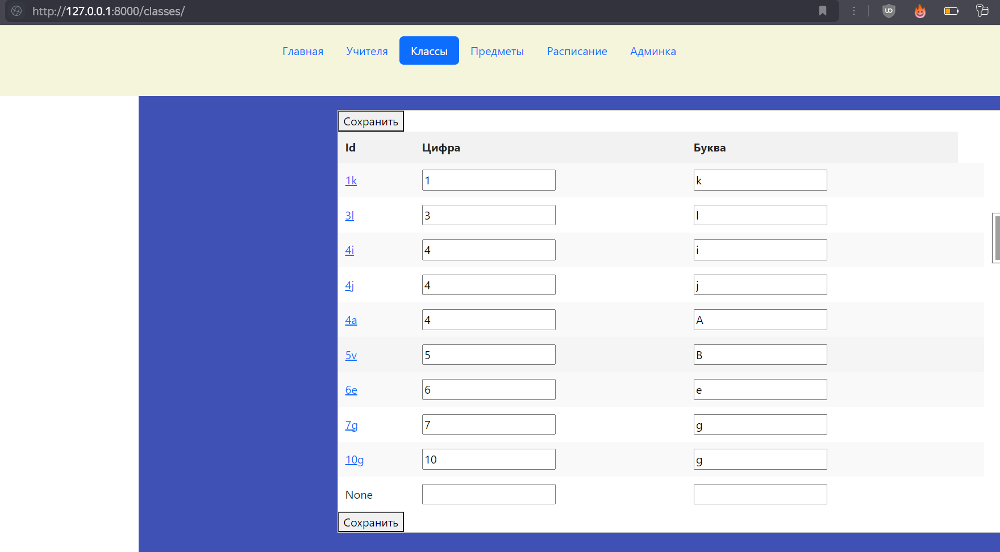 http://127.0.0.1:8000/classes/
Главная Учителя Классы Предметы Расписание Админка
Сохранить
Id Цифра Буква
1k 1 k
3l 3 l
4i 4 i
4j 4 j
4a 4 A
5v 5 В
6e 6 e
7g 7 g
10g 10 g
None
Сохранить